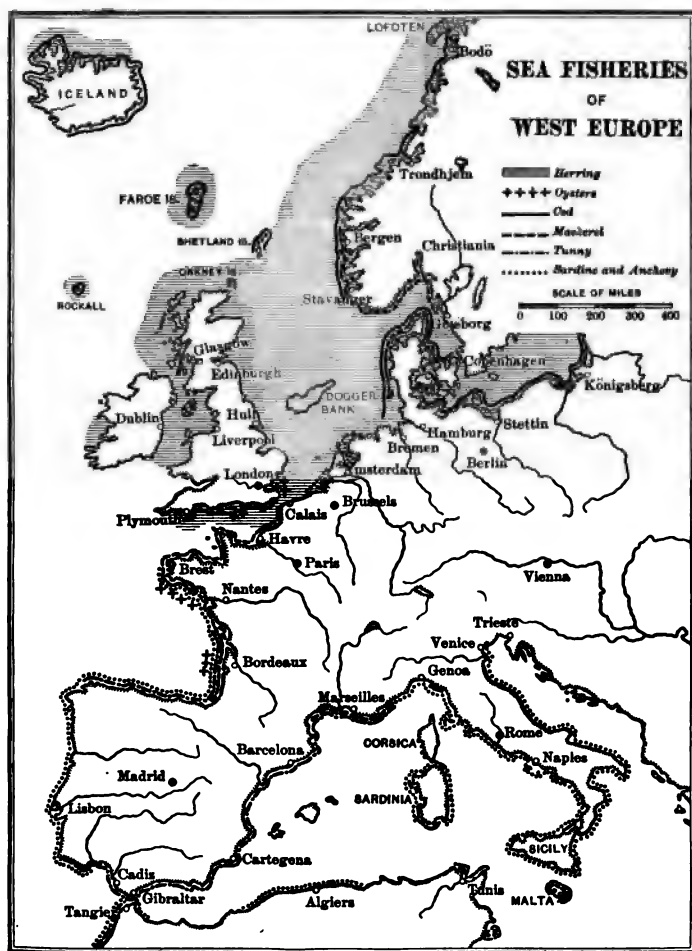 LOFOTEN
Bodö
SEA FISHERIES
OF
WEST EUROPE
ICELAND
Trondhjem
Herring
Oysters
Cod
Mackerel
Tunny
Sardine and Anchovy
SCALE OF MILES
0 100 200 300 400
FAROE IS.
SHETLAND IS.
Bergen
Christiania
ORKNEY IS.
ROCKALL
Stavanger
Göteborg
Glasgow
Edinburgh
Copenhagen
Königsberg
DOGGER
BANK
Dublin
Hull
Liverpool
Hamburg
Stettin
Bremen
Berlin
London
Amsterdam
Plymouth
Calais
Brussels
Havre
Brest
Paris
Vienna
Nantes
Trieste
Venice
Bordeaux
Genoa
Marseilles
Rome
Barcelona
CORSICA
Naples
Madrid
SARDINIA
Lisbon
SICILY
Cartegena
Cadiz
Tunis
Gibraltar
Algiers
MALTA
Tangier